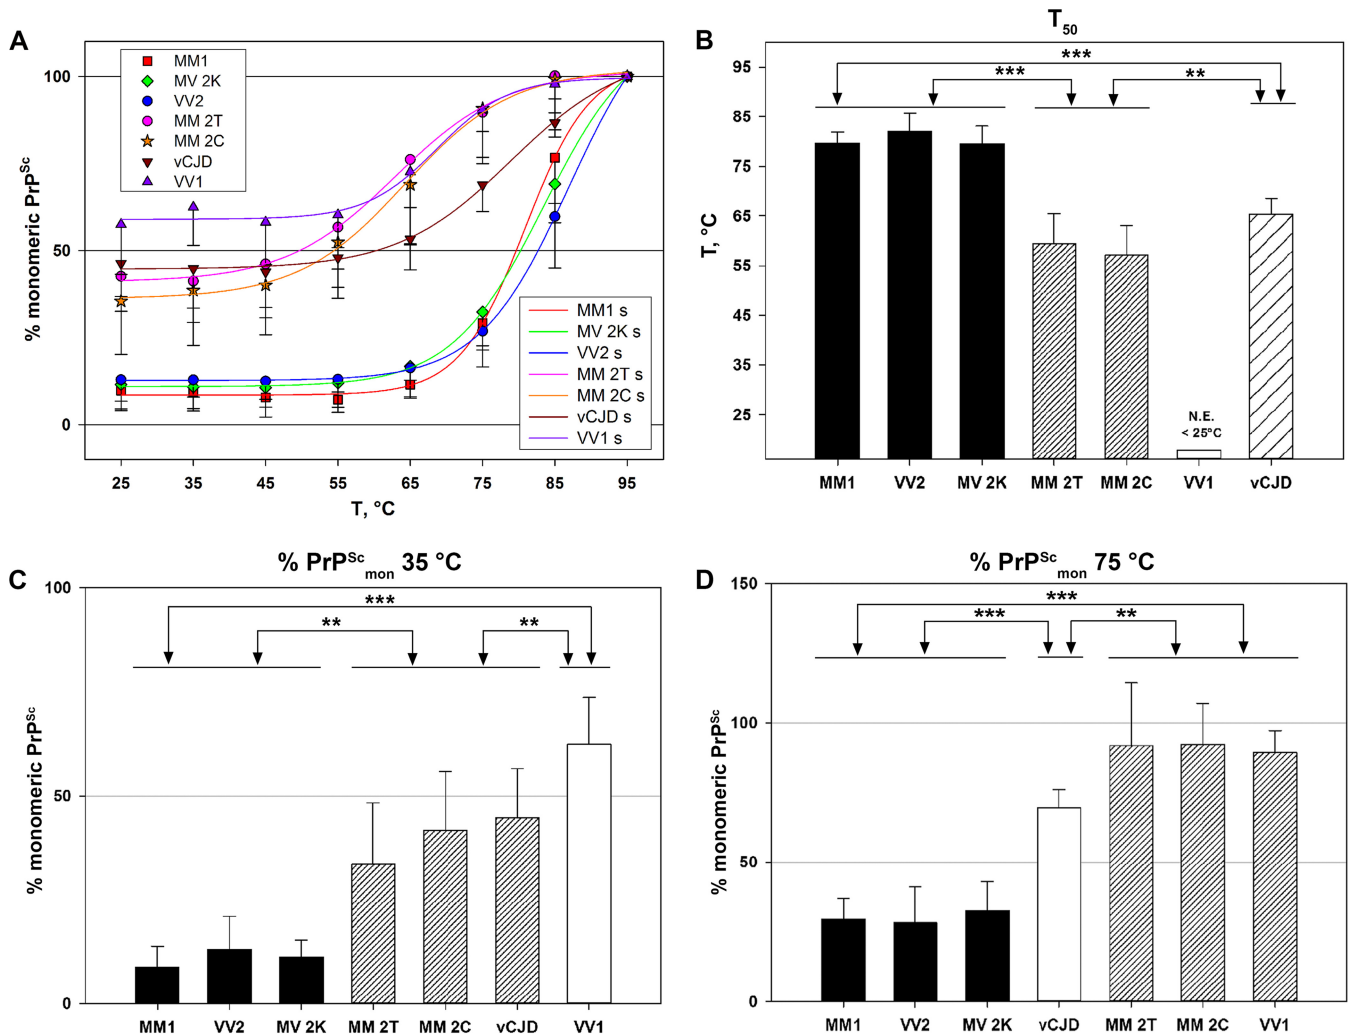 A
% monomeric PrPSc
100
50
0
MM1
MV 2K
VV2
MM 2T
MM 2C
vCJD
VV1
MM1 s
MV 2K s
VV2 s
MM 2T s
MM 2C s
vCJD s
VV1 s
25 35 45 55 65 75 85 95
T, °C
B
T50
T, °C
95
85
75
65
55
45
35
25
***
*** **
N.E.
< 25°C
MM1 VV2 MV 2K MM 2T MM 2C VV1 vCJD
C
% PrPSc mon 35 °C
% monomeric PrPSc
100
50
0
***
** **
MM1 VV2 MV 2K MM 2T MM 2C vCJD VV1
D
% PrPSc mon 75 °C
% monomeric PrPSc
150
100
50
0
***
*** **
MM1 VV2 MV 2K vCJD MM 2T MM 2C VV1